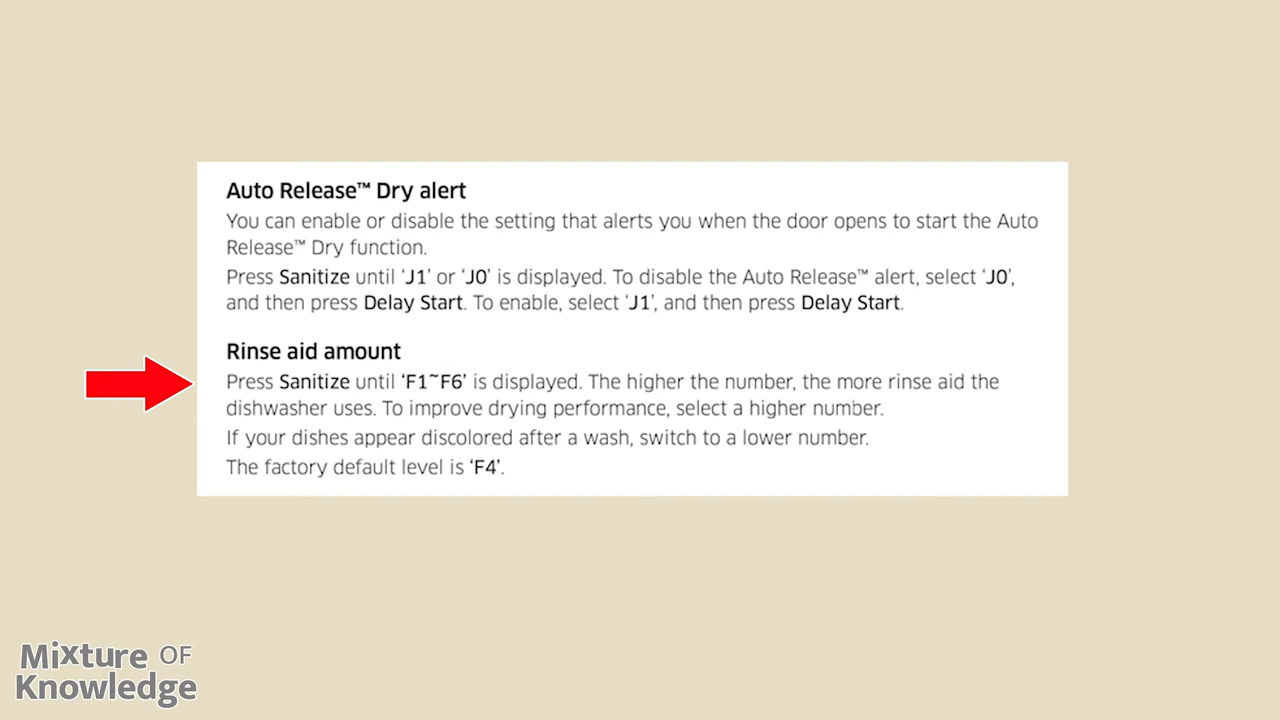 Auto Release™ Dry alert
You can enable or disable the setting that alerts you when the door opens to start the Auto
Release™ Dry function.
Press Sanitize until ‘J1’ or ‘J0’ is displayed. To disable the Auto Release™ alert, select ‘J0’,
and then press Delay Start. To enable, select ‘J1’, and then press Delay Start.
Rinse aid amount
Press Sanitize until ‘F1~F6’ is displayed. The higher the number, the more rinse aid the
dishwasher uses. To improve drying performance, select a higher number.
If your dishes appear discolored after a wash, switch to a lower number.
The factory default level is ‘F4’.
Mixture OF
Knowledge